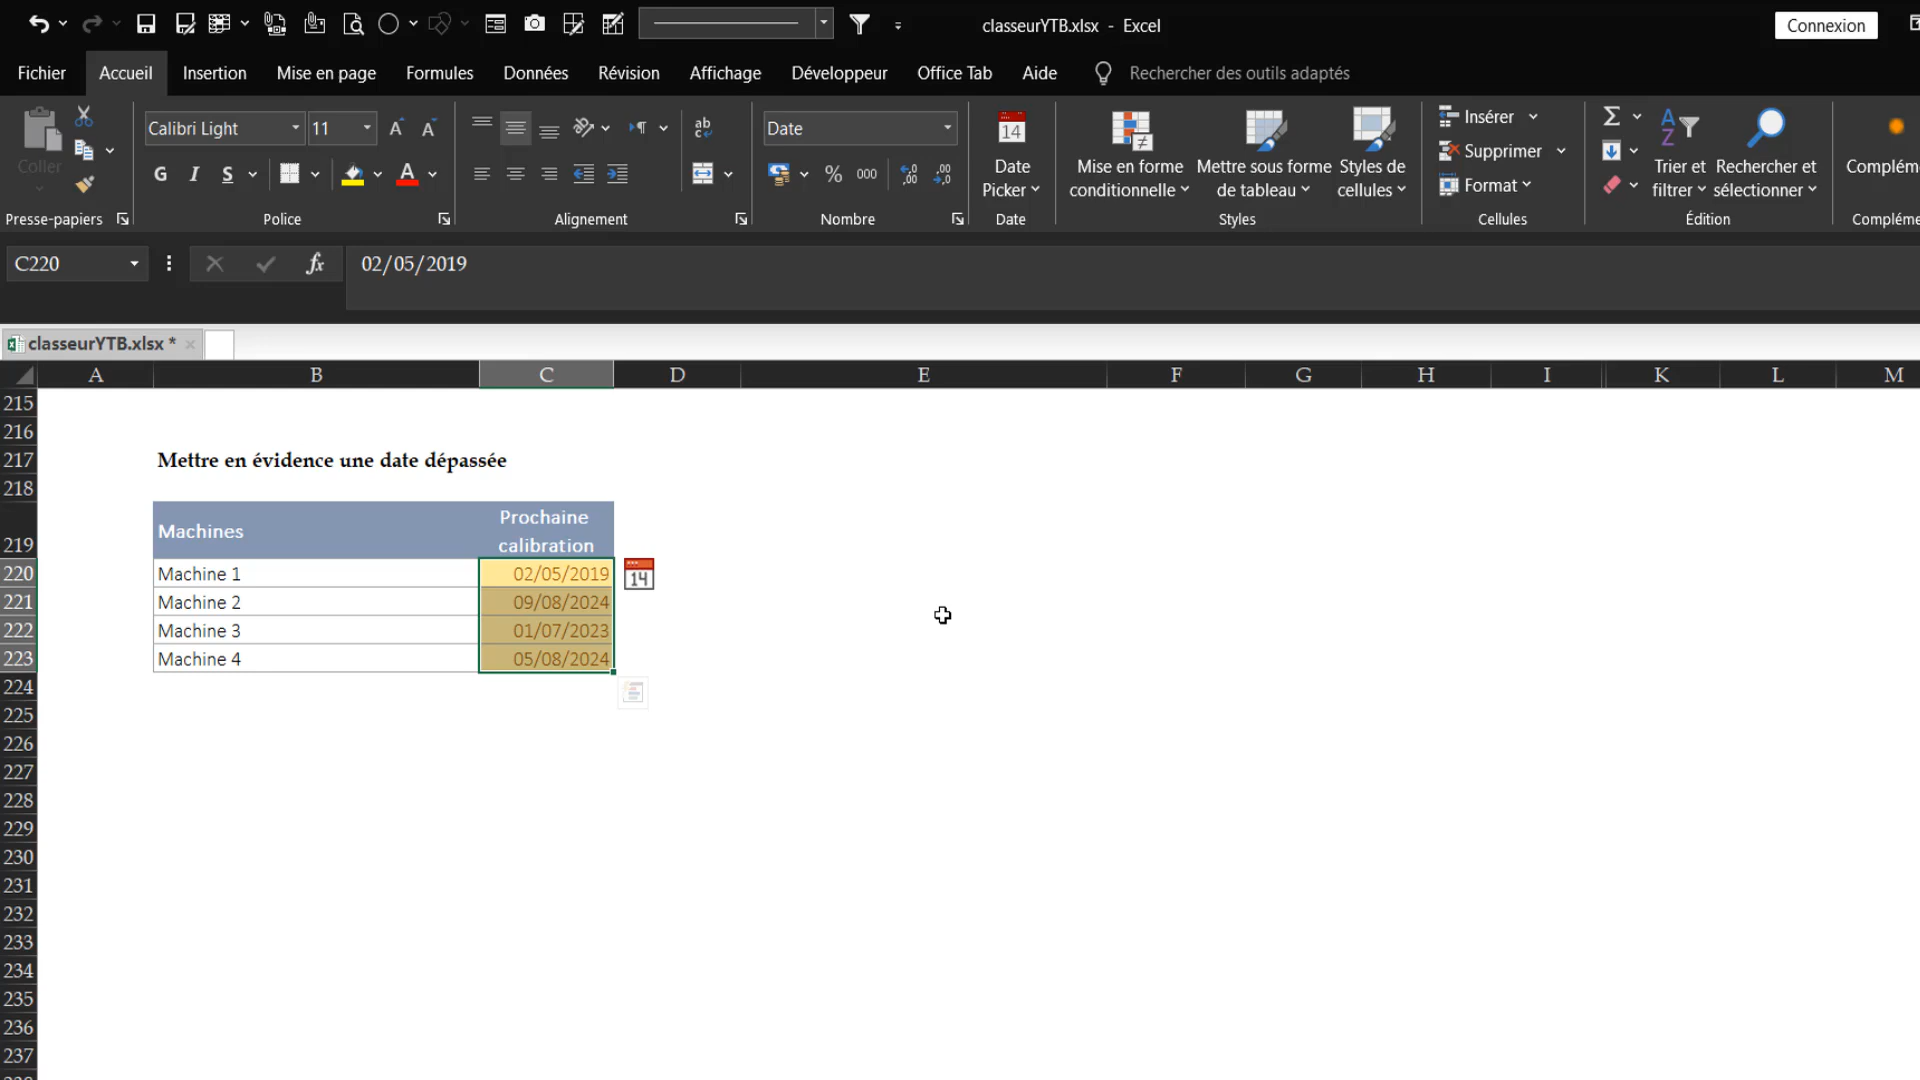 classeurYTB.xlsx - Excel
Connexion
Fichier Accueil Insertion Mise en page Formules Données Révision Affichage Développeur Office Tab Aide Rechercher des outils adaptés
Coller
Presse-papiers
Calibri Light 11
G I S
Police
ab
Alignement
Date
% 000
Nombre
14
Date
Picker
Date
Mise en forme
conditionnelle
Mettre sous forme
de tableau
Styles de
cellules
Styles
Insérer
Supprimer
Format
Cellules
Trier et
filtrer
Rechercher et
sélectionner
Édition
Complémen
Compléme
C220 fx 02/05/2019
classeurYTB.xlsx *
A B C D E F G H I K L M
215
216
217 Mettre en évidence une date dépassée
218
219 Machines Prochaine calibration
220 Machine 1 02/05/2019 14
221 Machine 2 09/08/2024
222 Machine 3 01/07/2023
223 Machine 4 05/08/2024
224
225
226
227
228
229
230
231
232
233
234
235
236
237